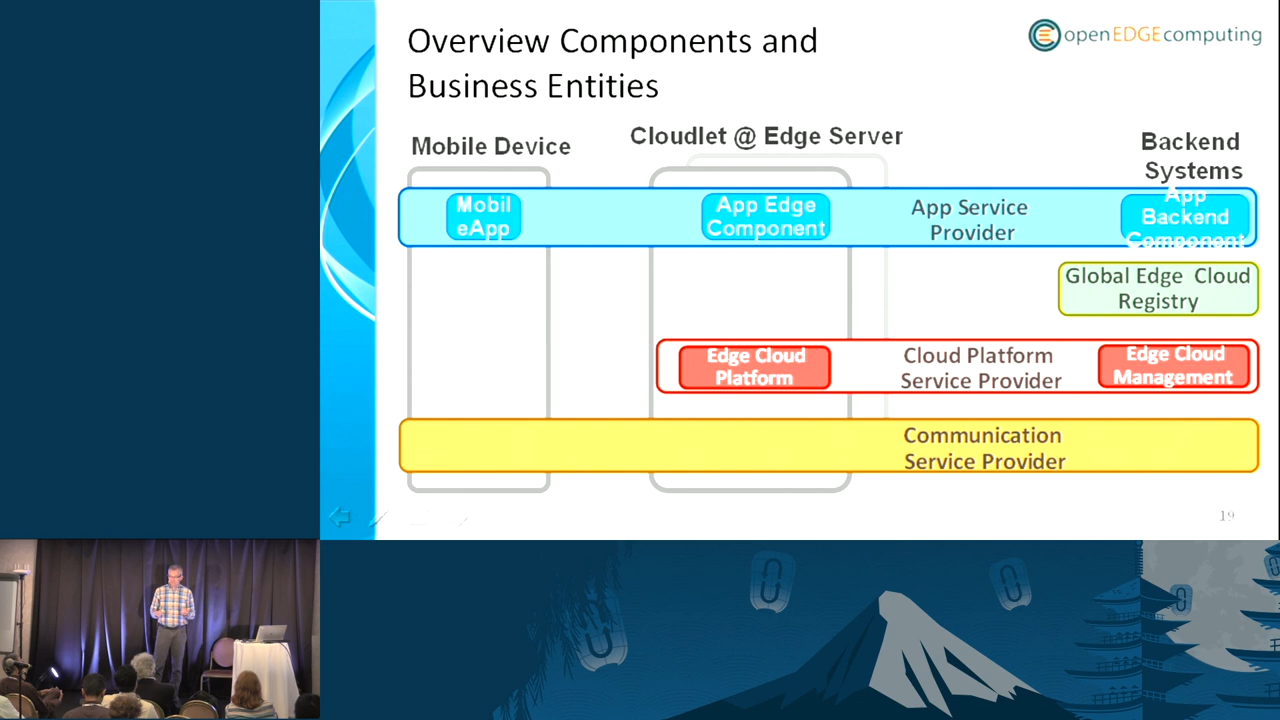 Overview Components and
Business Entities
openEDGEcomputing
Mobile Device
Cloudlet @ Edge Server
Backend
Systems
Mobil
eApp
App Edge
Component
App Service
Provider
App
Backend
Component
Global Edge Cloud
Registry
Edge Cloud
Platform
Cloud Platform
Service Provider
Edge Cloud
Management
Communication
Service Provider
19